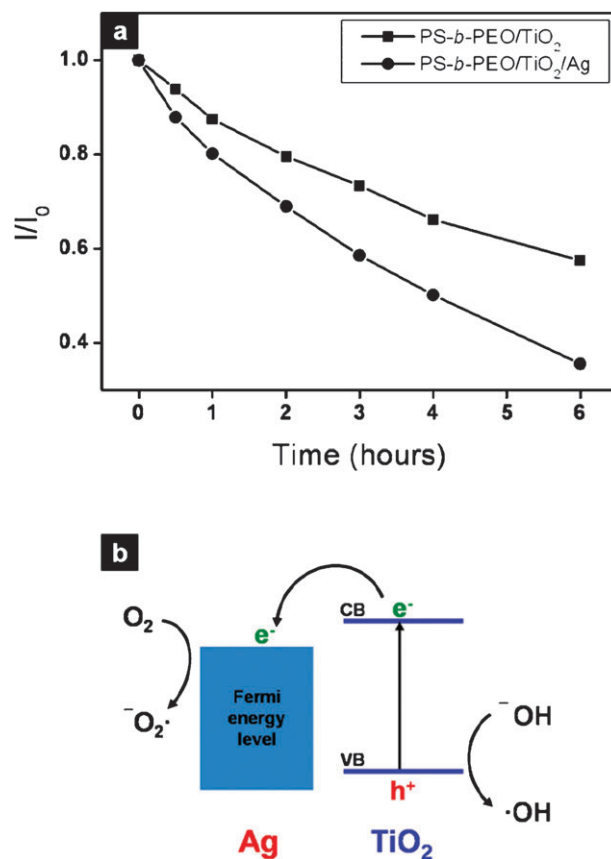 a
PS-b-PEO/TiO₂
PS-b-PEO/TiO₂/Ag
1.0
0.8
0.6
0.4
I/I₀
0 1 2 3 4 5 6
Time (hours)
b
O₂
e⁻
CB e⁻
⁻O₂·
Fermi
energy
level
⁻OH
VB
h⁺
·OH
Ag TiO₂